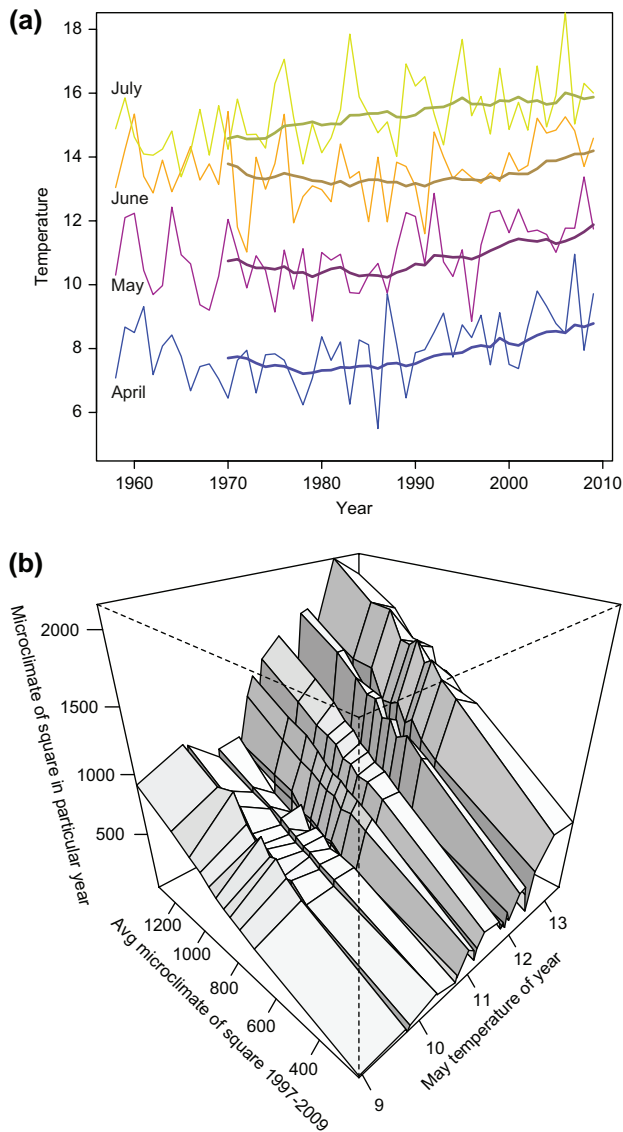 (a)
18
16
14
12
10
8
6
Temperature
July
June
May
April
1960 1970 1980 1990 2000 2010
Year
(b)
Microclimate of square in particular year
2000
1500
1000
500
1200
1000
800
600
400
Avg microclimate of square 1997-2009
9
10
11
12
13
May temperature of year